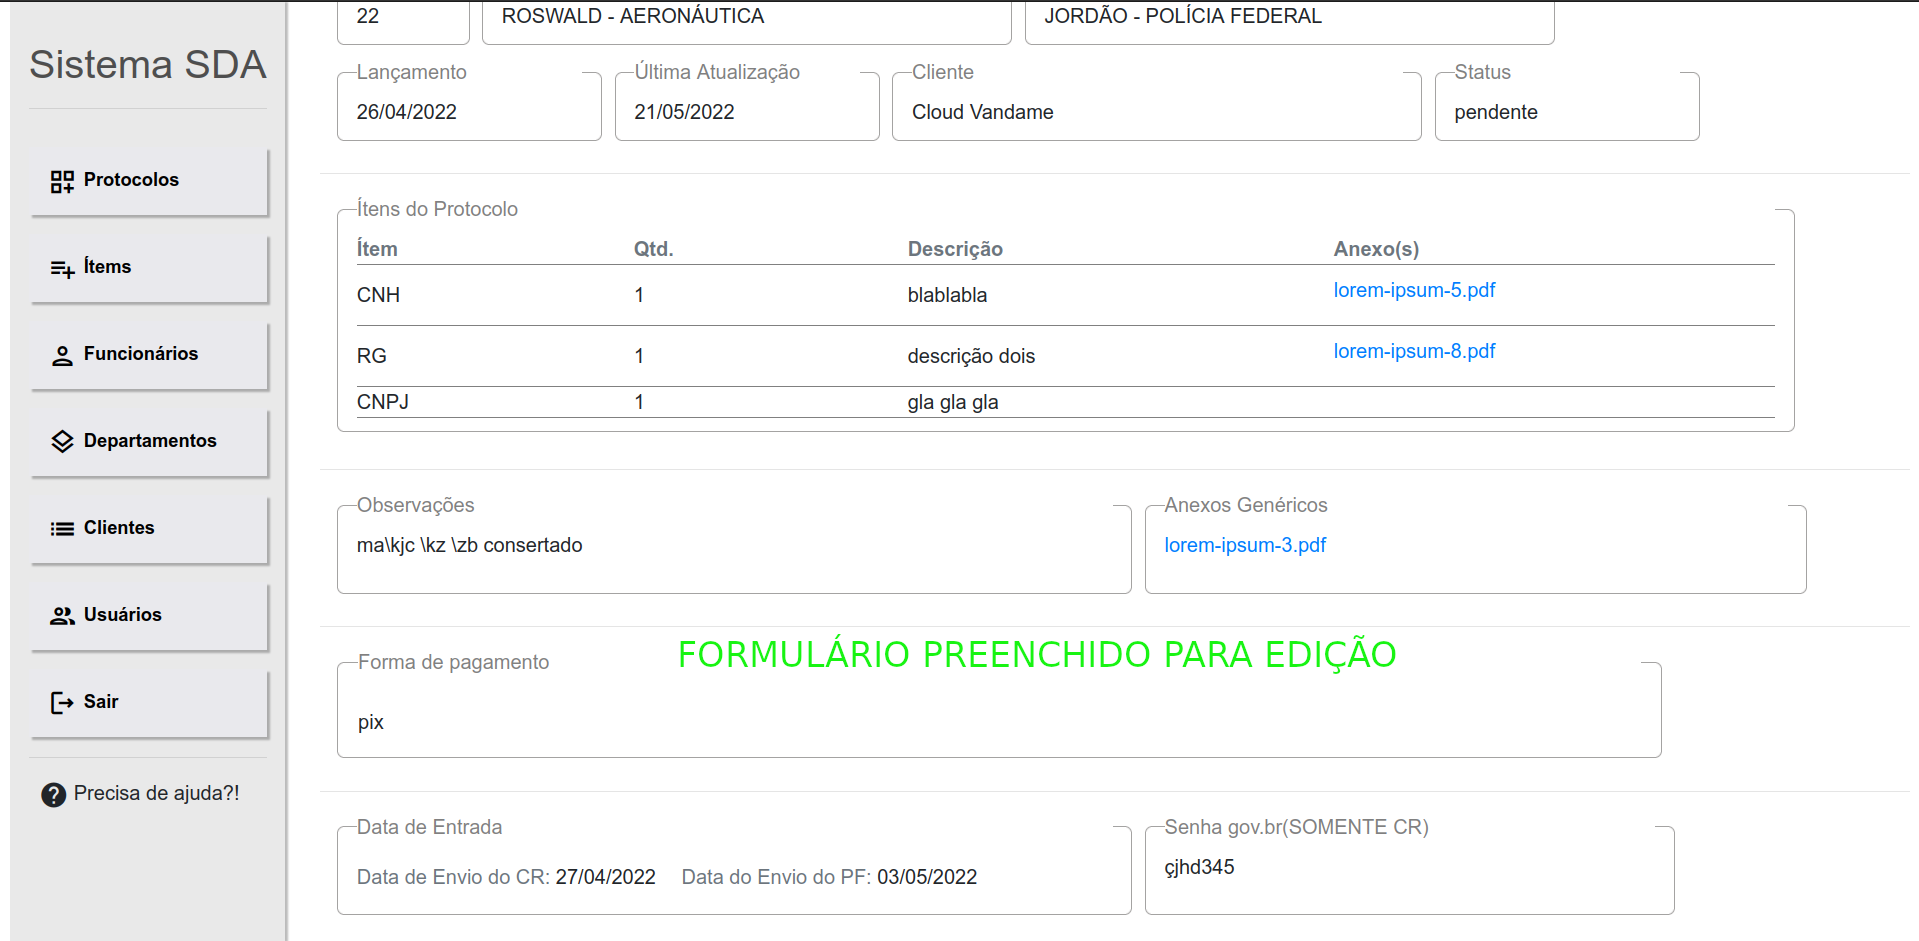 Sistema SDA
Protocolos
Ítems
Funcionários
Departamentos
Clientes
Usuários
Sair
Precisa de ajuda?!
22 ROSWALD - AERONÁUTICA JORDÃO - POLÍCIA FEDERAL
Lançamento Última Atualização Cliente Status
26/04/2022 21/05/2022 Cloud Vandame pendente
Ítens do Protocolo
Ítem Qtd. Descrição Anexo(s)
CNH 1 blablabla lorem-ipsum-5.pdf
RG 1 descrição dois lorem-ipsum-8.pdf
CNPJ 1 gla gla gla
Observações Anexos Genéricos
ma\kjc \kz \zb consertado lorem-ipsum-3.pdf
FORMULÁRIO PREENCHIDO PARA EDIÇÃO
Forma de pagamento
pix
Data de Entrada Senha gov.br(SOMENTE CR)
Data de Envio do CR: 27/04/2022 Data do Envio do PF: 03/05/2022 çjhd345